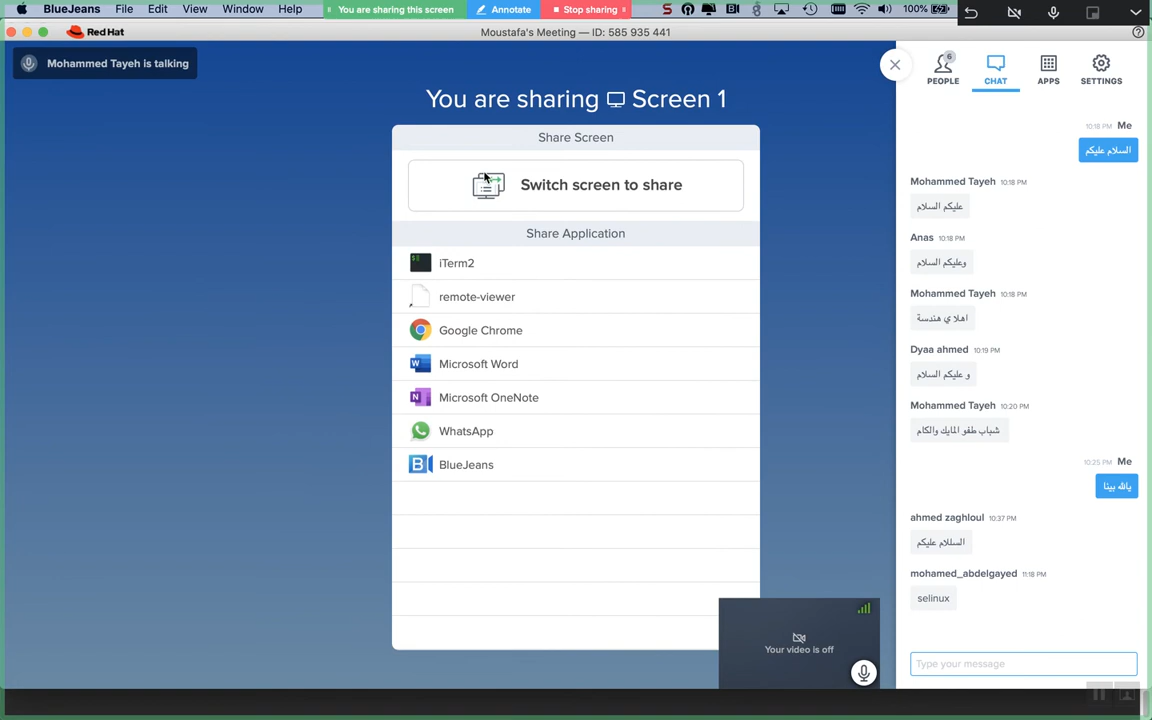 BlueJeans File Edit View Window Help
You are sharing this screen
Annotate
Stop sharing
100%
Red Hat
Moustafa's Meeting — ID: 585 935 441
Mohammed Tayeh is talking
You are sharing Screen 1
Share Screen
Switch screen to share
Share Application
iTerm2
remote-viewer
Google Chrome
Microsoft Word
Microsoft OneNote
WhatsApp
BlueJeans
Your video is off
6
PEOPLE
CHAT
APPS
SETTINGS
10:18 PM Me
السلام عليكم
Mohammed Tayeh 10:18 PM
عليكم السلام
Anas 10:18 PM
وعليكم السلام
Mohammed Tayeh 10:18 PM
اهلا ي هندسة
Dyaa ahmed 10:19 PM
و عليكم السلام
Mohammed Tayeh 10:20 PM
شباب طفو المايك والكام
10:25 PM Me
يالله بينا
ahmed zaghloul 10:37 PM
السللام عليكم
mohamed_abdelgayed 11:18 PM
selinux
Type your message